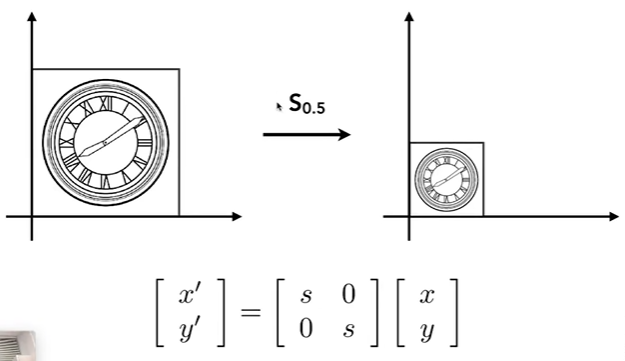 S₀.₅
[ x′ y′ ] = [ s 0 0 s ] [ x y ]